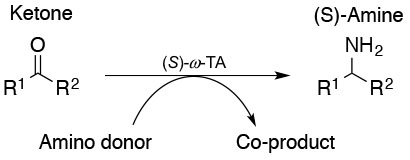 Ketone
(S)-Amine
O
NH₂
(S)-ω-TA
R¹ R²
R¹ R²
Amino donor
Co-product